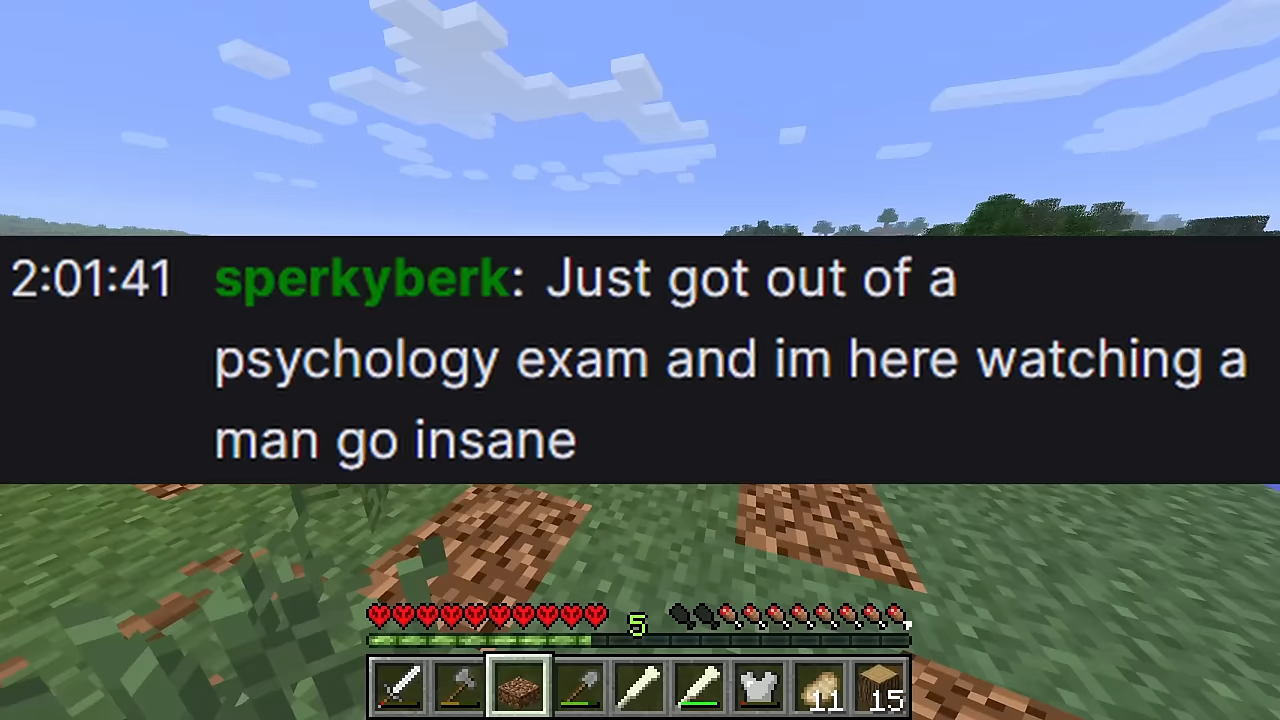 2:01:41 sperkyberk: Just got out of a
psychology exam and im here watching a
man go insane
5
11 15